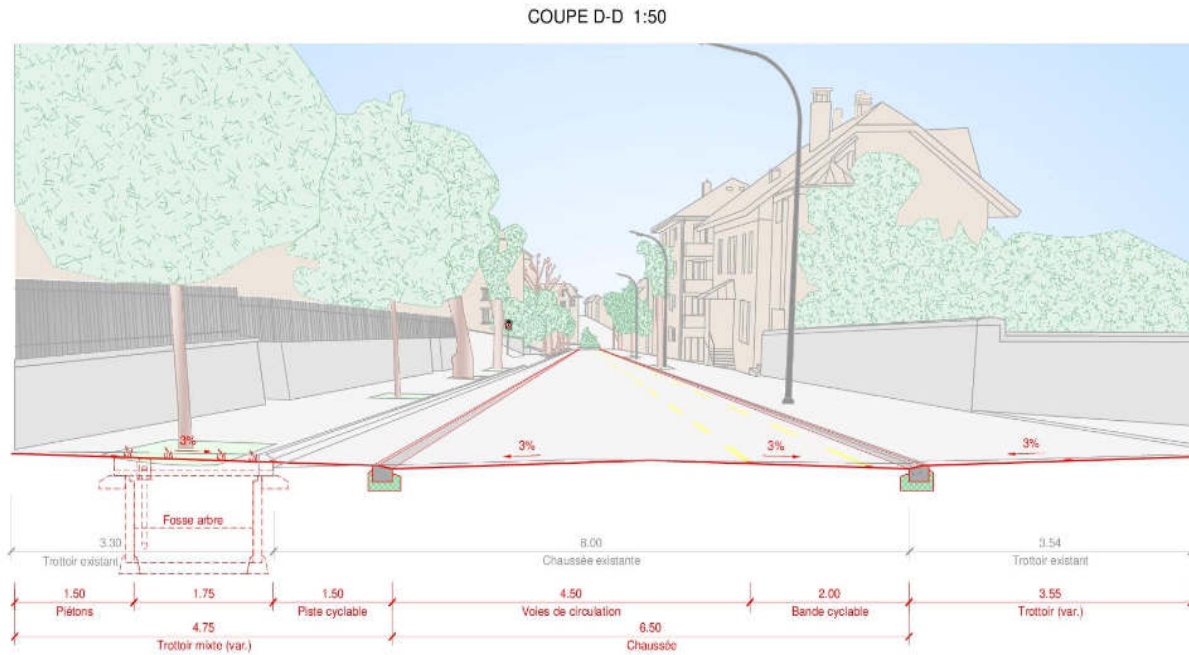 COUPE D-D 1:50
3%
3%
3%
3%
Fosse arbre
3.30
8.00
3.54
Trottoir existant
Chaussée existante
Trottoir existant
1.50
1.75
1.50
4.50
2.00
3.55
Piétons
Piste cyclable
Voies de circulation
Bande cyclable
Trottoir (var.)
4.75
6.50
Trottoir mixte (var.)
Chaussée